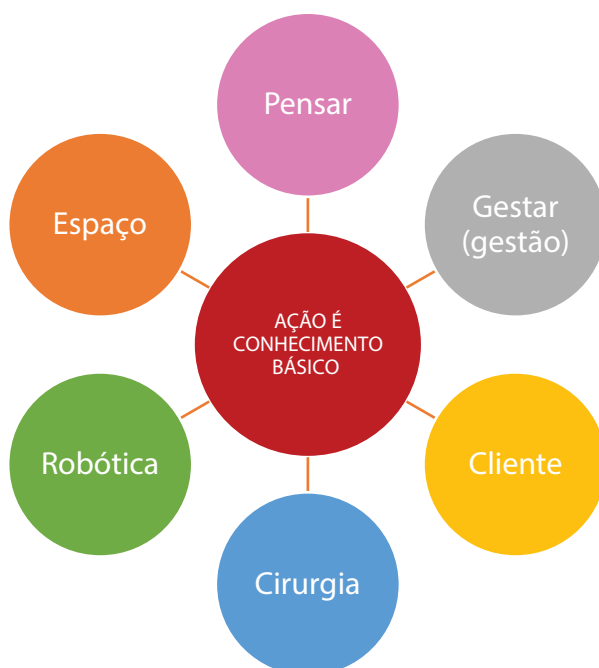 Pensar
Espaço
Gestar
(gestão)
AÇÃO É
CONHECIMENTO
BÁSICO
Robótica
Cliente
Cirurgia